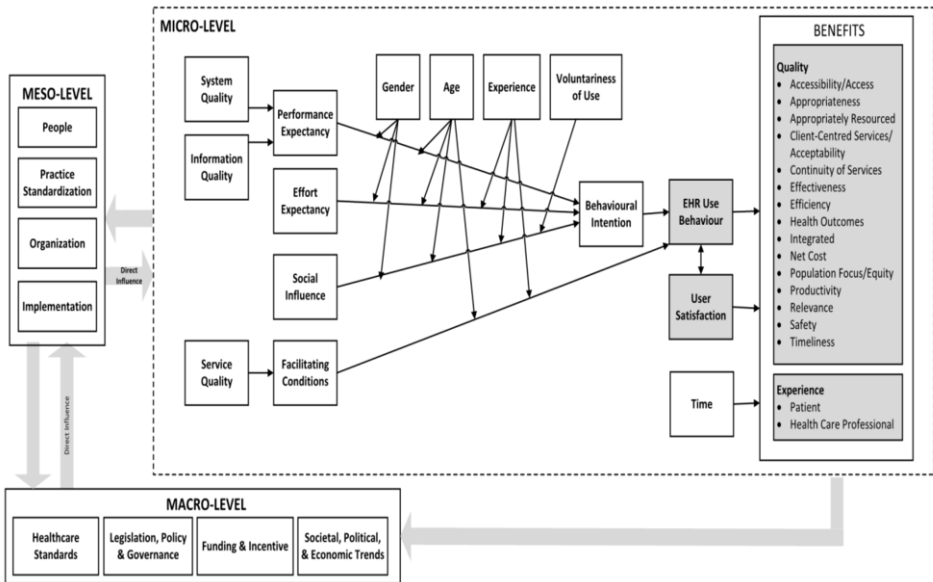 MICRO-LEVEL
MESO-LEVEL
People
Practice
Standardization
Organization
Implementation
Direct
Influence
Direct Influence
System
Quality
Information
Quality
Performance
Expectancy
Effort
Expectancy
Social
Influence
Service
Quality
Facilitating
Conditions
Gender
Age
Experience
Voluntariness
of Use
Behavioural
Intention
EHR Use
Behaviour
User
Satisfaction
Time
BENEFITS
Quality
• Accessibility/Access
• Appropriateness
• Appropriately Resourced
• Client-Centred Services/
Acceptability
• Continuity of Services
• Effectiveness
• Efficiency
• Health Outcomes
• Integrated
• Net Cost
• Population Focus/Equity
• Productivity
• Relevance
• Safety
• Timeliness
Experience
• Patient
• Health Care Professional
MACRO-LEVEL
Healthcare
Standards
Legislation, Policy
& Governance
Funding & Incentive
Societal, Political,
& Economic Trends